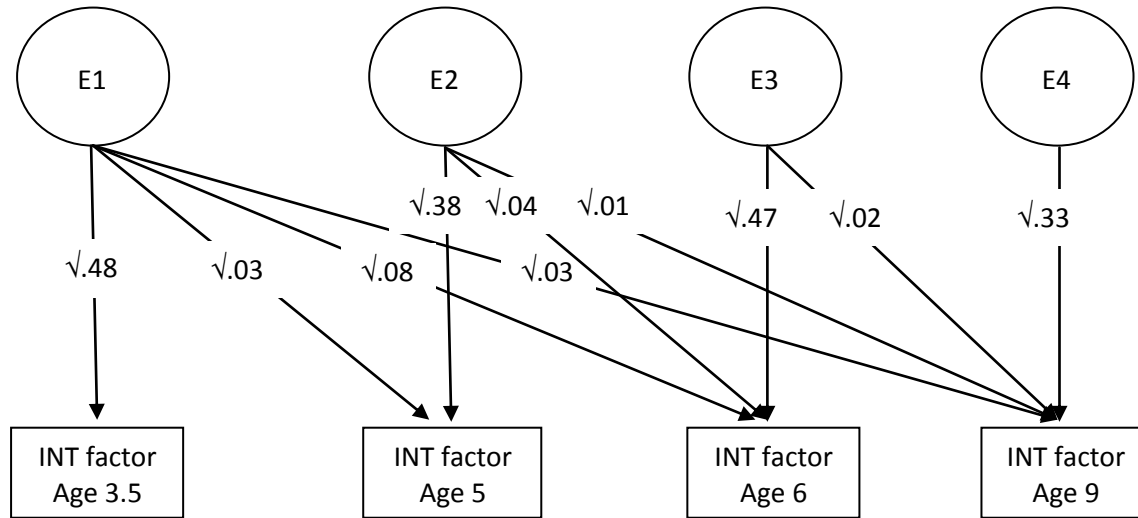 E1
E2
E3
E4
√.38
√.04
√.01
√.47
√.02
√.33
√.48
√.03
√.08
√.03
INT factor
Age 3.5
INT factor
Age 5
INT factor
Age 6
INT factor
Age 9